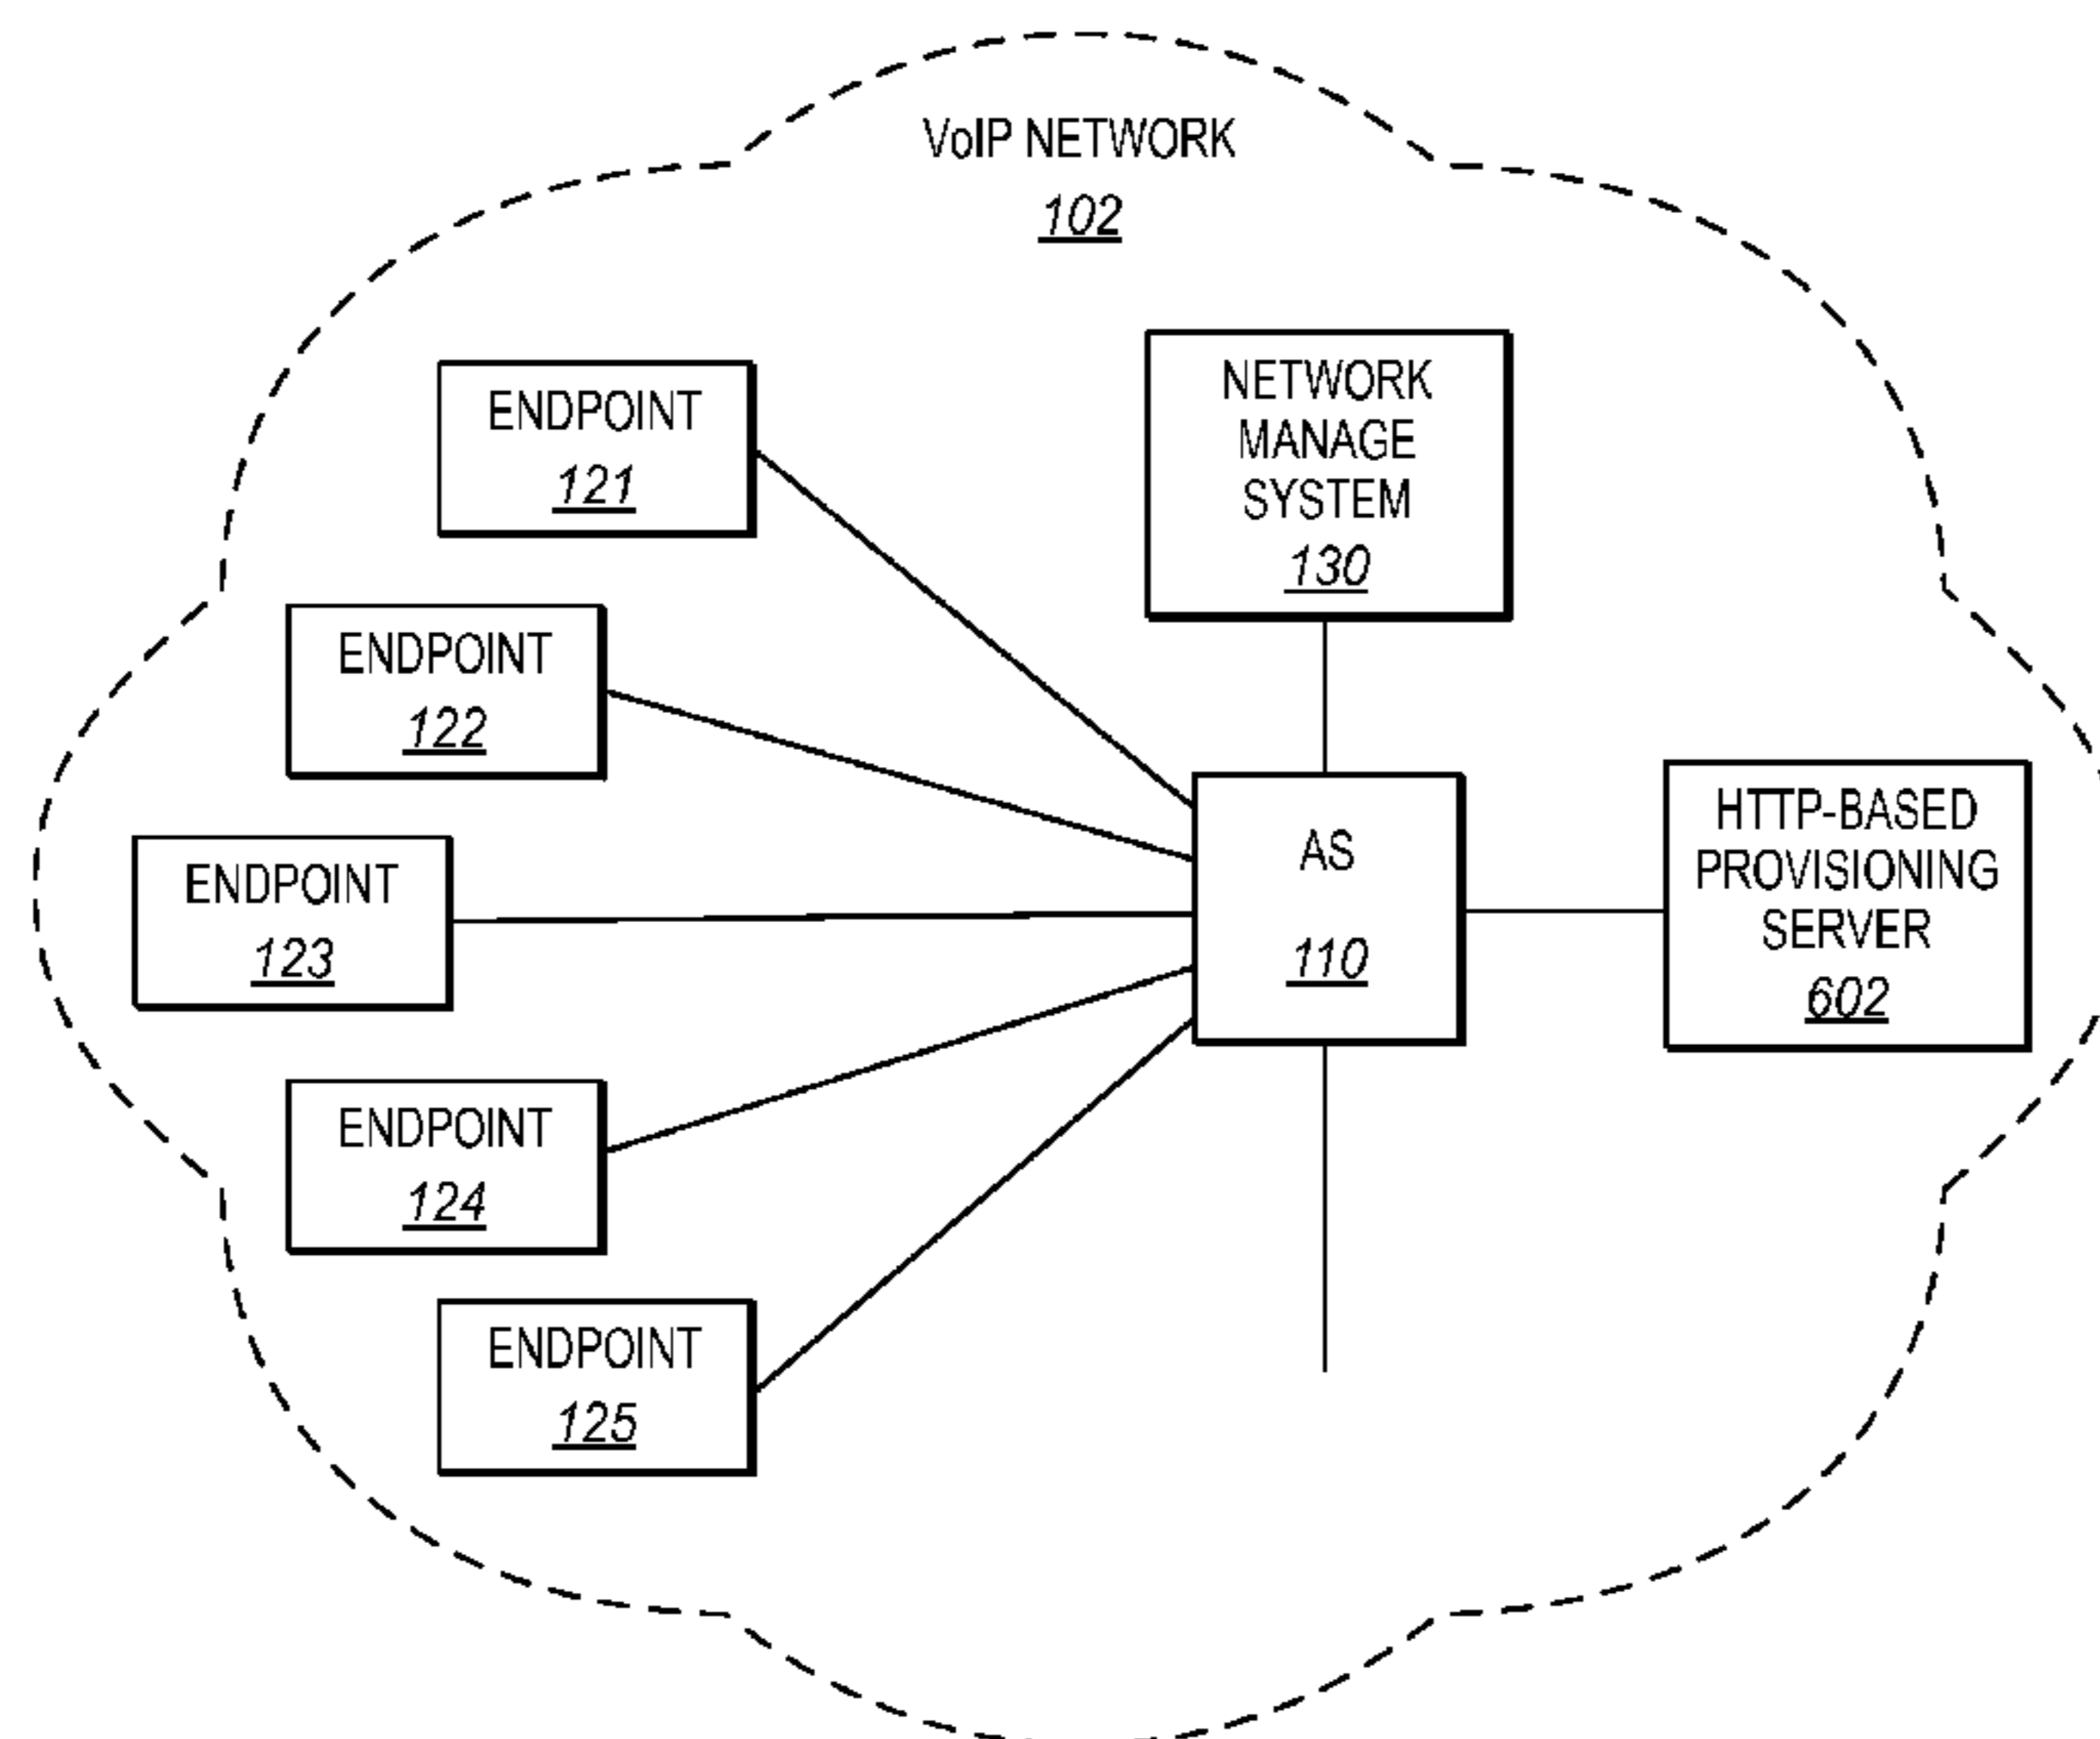 VoIP NETWORK
102
ENDPOINT
121
NETWORK
MANAGE
SYSTEM
130
ENDPOINT
122
ENDPOINT
123
AS
110
HTTP-BASED
PROVISIONING
SERVER
602
ENDPOINT
124
ENDPOINT
125